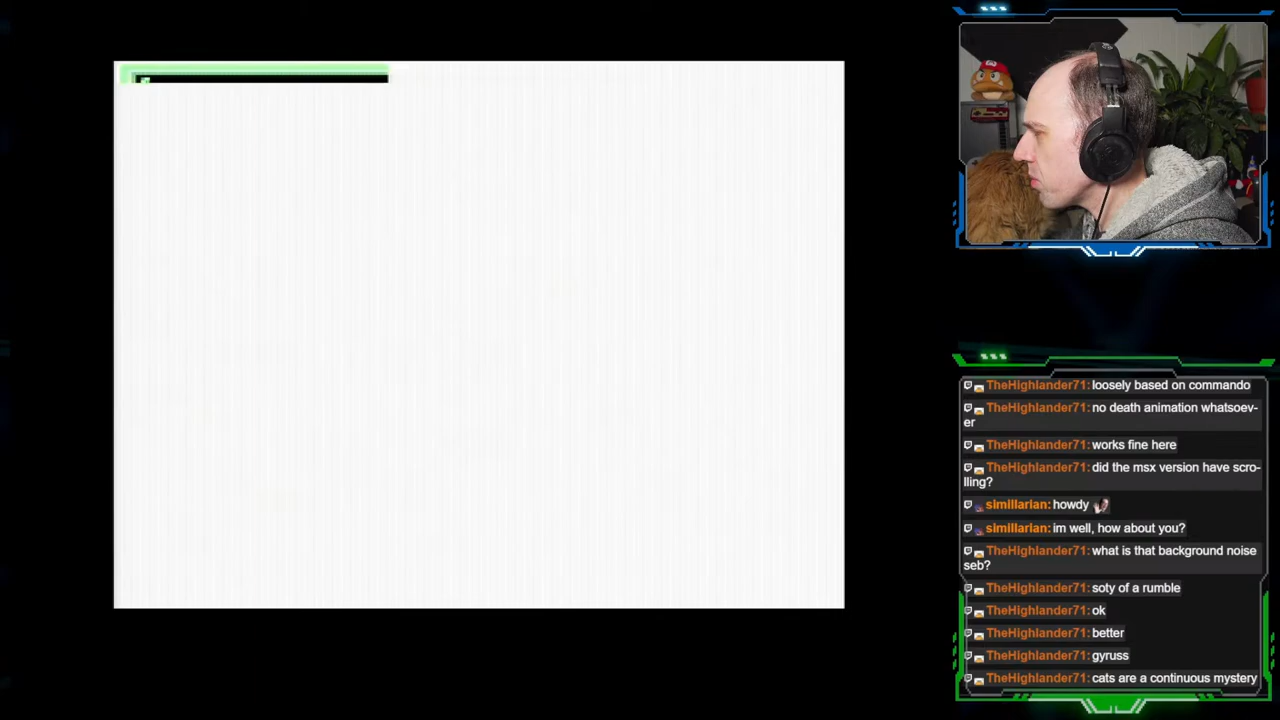 TheHighlander71: loosely based on commando
TheHighlander71: no death animation whatsoev-
er
TheHighlander71: works fine here
TheHighlander71: did the msx version have scro-
lling?
simillarian: howdy
simillarian: im well, how about you?
TheHighlander71: what is that background noise
seb?
TheHighlander71: soty of a rumble
TheHighlander71: ok
TheHighlander71: better
TheHighlander71: gyruss
TheHighlander71: cats are a continuous mystery